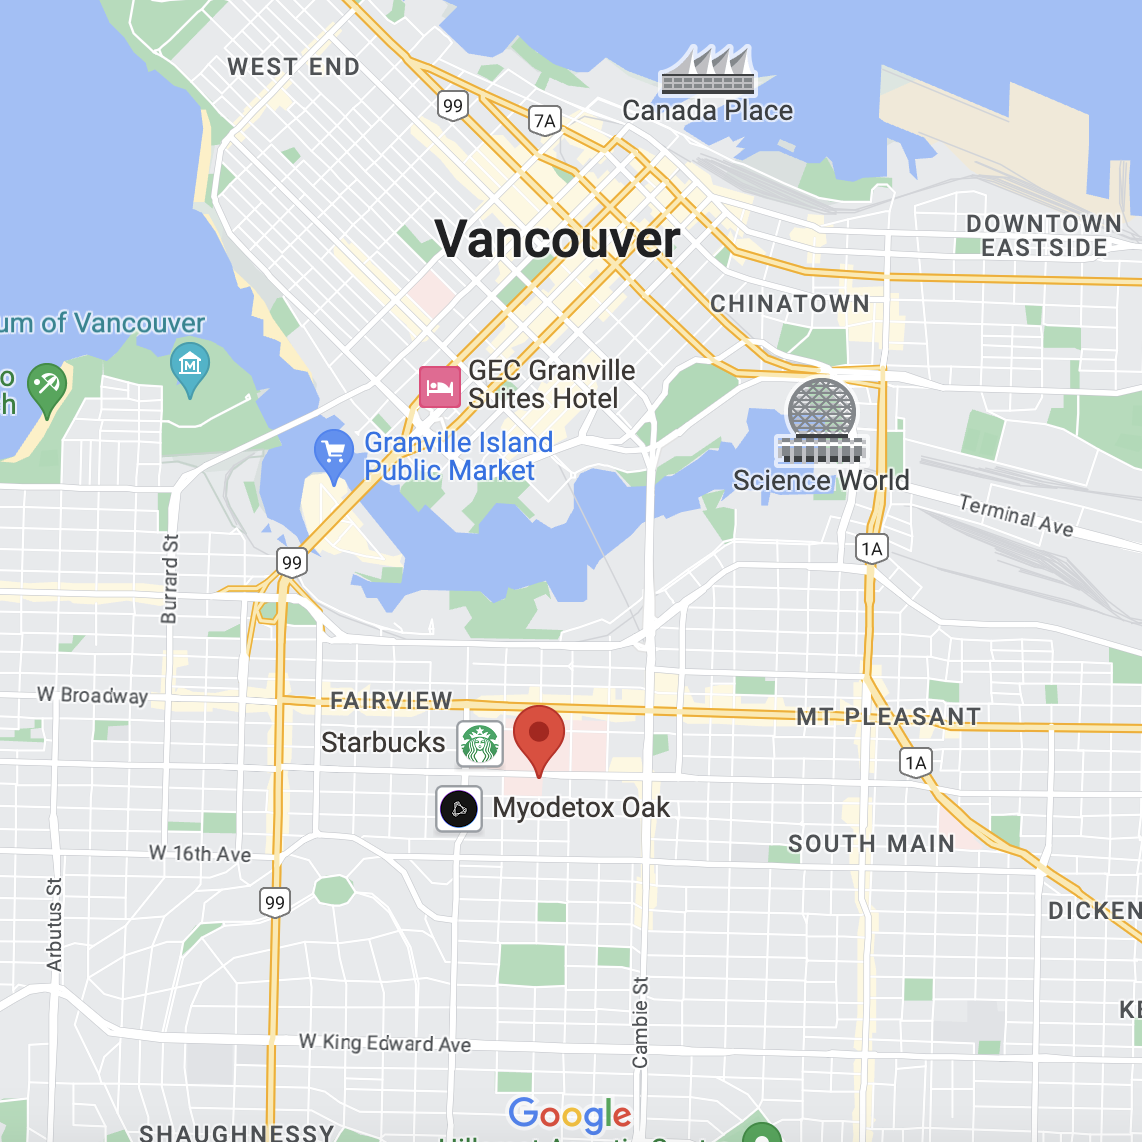 WEST END
99
7A
Canada Place
Vancouver
DOWNTOWN
EASTSIDE
CHINATOWN
um of Vancouver
o
h
GEC Granville
Suites Hotel
Granville Island
Public Market
Science World
Terminal Ave
99
1A
Burrard St
W Broadway
FAIRVIEW
MT PLEASANT
Starbucks
1A
Myodetox Oak
SOUTH MAIN
W 16th Ave
99
Arbutus St
DICKEN
KE
Cambie St
W King Edward Ave
Google
SHAUGHNESSY